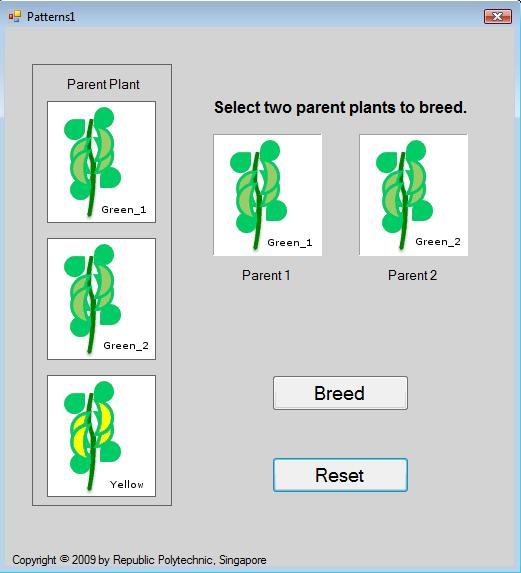 Patterns1
Parent Plant
Green_1
Green_2
Yellow
Select two parent plants to breed.
Green_1
Green_2
Parent 1
Parent 2
Breed
Reset
Copyright © 2009 by Republic Polytechnic, Singapore